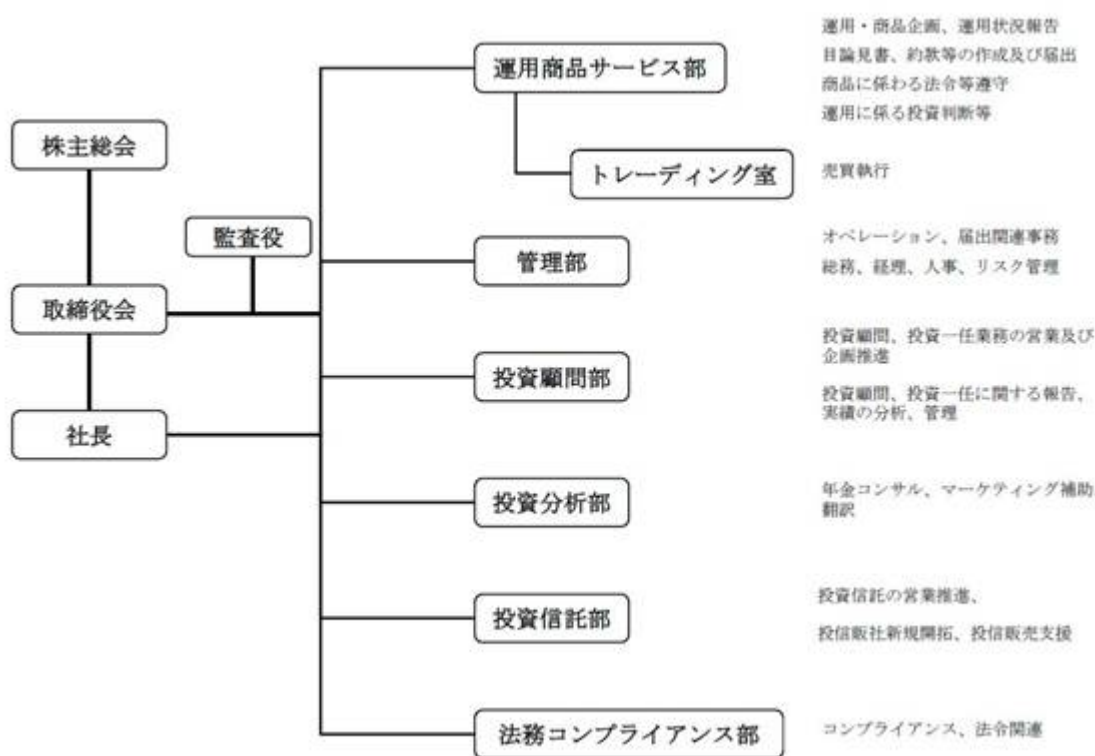 株主総会
取締役会
社長
監査役
運用商品サービス部
運用・商品企画、運用状況報告
目論見書、約款等の作成及び届出
商品に係わる法令等遵守
運用に係る投資判断等
トレーディング室
売買執行
管理部
オペレーション、届出関連事務
総務、経理、人事、リスク管理
投資顧問部
投資顧問、投資一任業務の営業及び
企画推進
投資顧問、投資一任に関する報告、
実績の分析、管理
投資分析部
年金コンサル、マーケティング補助
翻訳
投資信託部
投資信託の営業推進、
投信販社新規開拓、投信販売支援
法務コンプライアンス部
コンプライアンス、法令関連